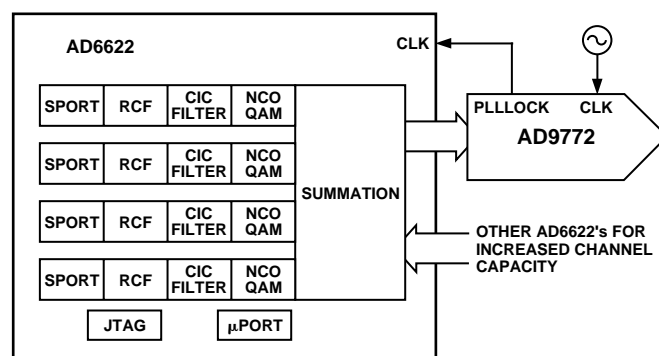 AD6622
CLK
SPORT RCF CIC FILTER NCO QAM
SPORT RCF CIC FILTER NCO QAM
SPORT RCF CIC FILTER NCO QAM
SPORT RCF CIC FILTER NCO QAM
SUMMATION
JTAG
μPORT
PLLLOCK CLK
AD9772
OTHER AD6622's FOR
INCREASED CHANNEL
CAPACITY